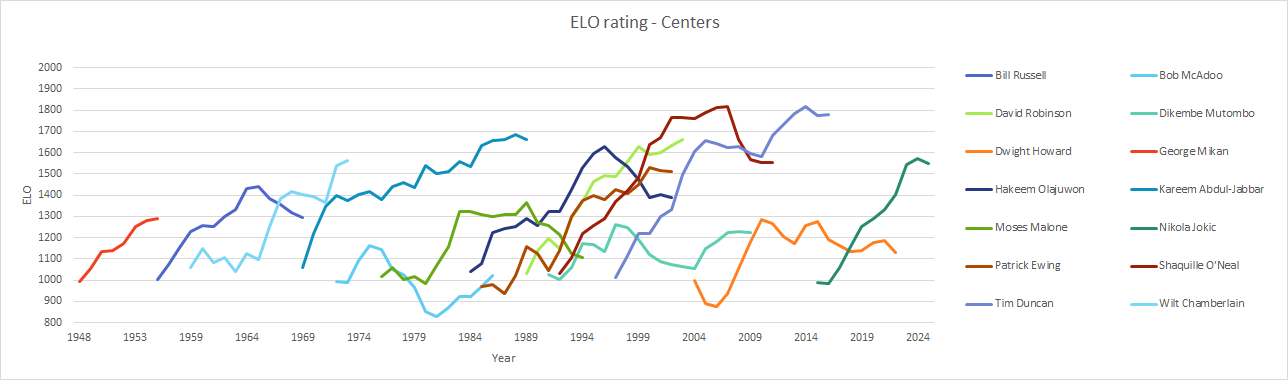 ELO rating - Centers
2000
1900
1800
1700
1600
1500
1400
1300
1200
1100
1000
900
800
ELO
1948 1953 1959 1964 1969 1974 1979 1984 1989 1994 1999 2004 2009 2014 2019 2024
Year
Bill Russell Bob McAdoo
David Robinson Dikembe Mutombo
Dwight Howard George Mikan
Hakeem Olajuwon Kareem Abdul-Jabbar
Moses Malone Nikola Jokic
Patrick Ewing Shaquille O'Neal
Tim Duncan Wilt Chamberlain